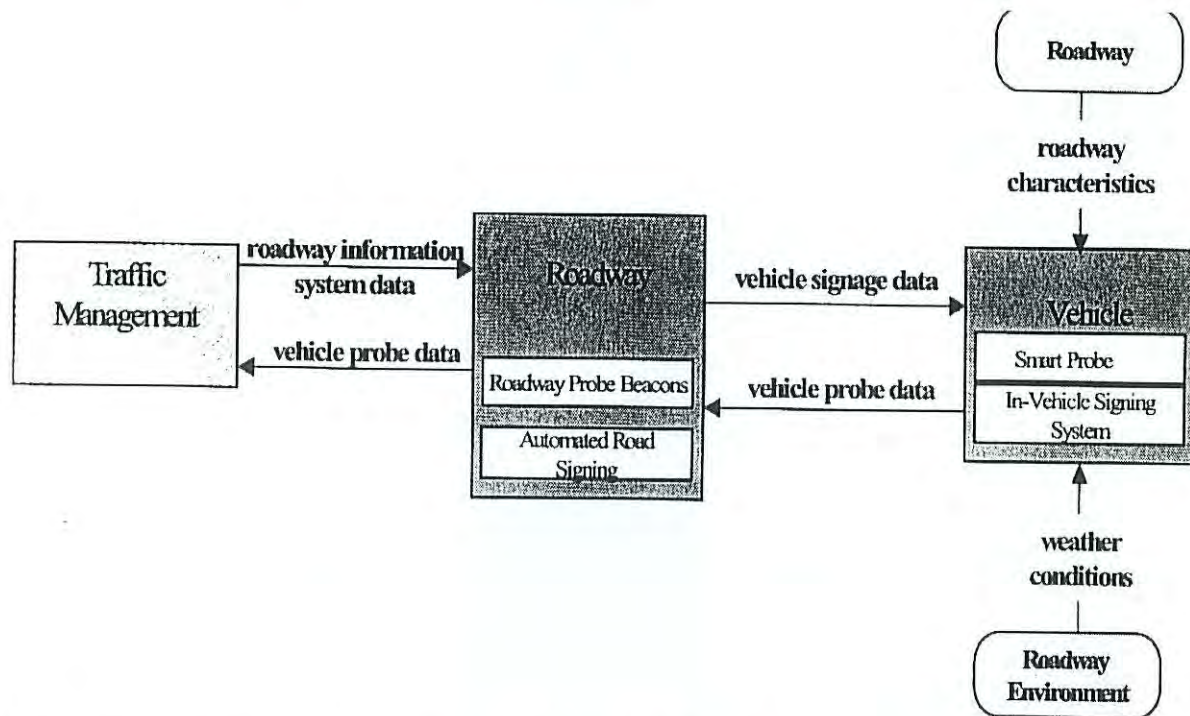 Roadway
roadway
characteristics
Traffic
Management
roadway information
system data
vehicle probe data
Roadway
Roadway Probe Beacons
Automated Road
Signing
vehicle signage data
vehicle probe data
Vehicle
Smart Probe
In-Vehicle Signing
System
weather
conditions
Roadway
Environment